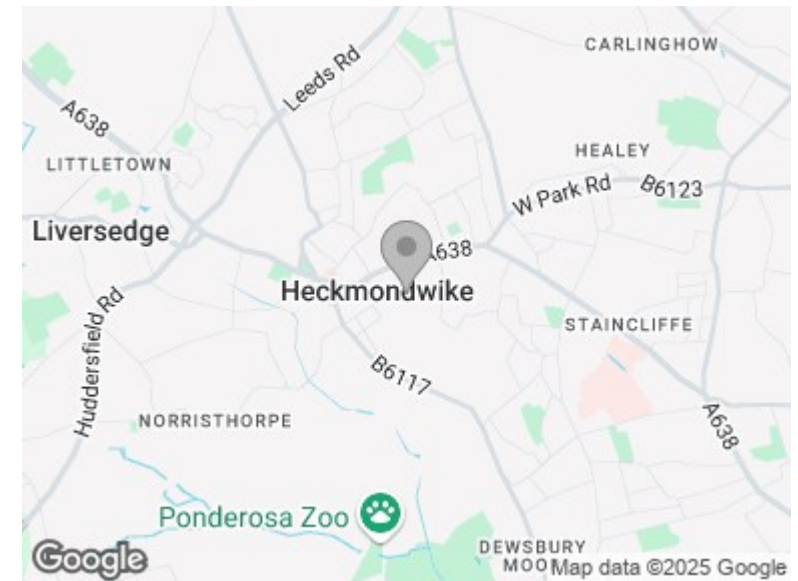 CARLINGHOW
Leeds Rd
A638
LITTLETOWN
HEALEY
W Park Rd
B6123
Liversedge
A638
Heckmondwike
Huddersfield Rd
STAINCLIFFE
B6117
NORRISTHORPE
A638
Ponderosa Zoo
DEWSBURY
MOO
Google
Map data ©2025 Google